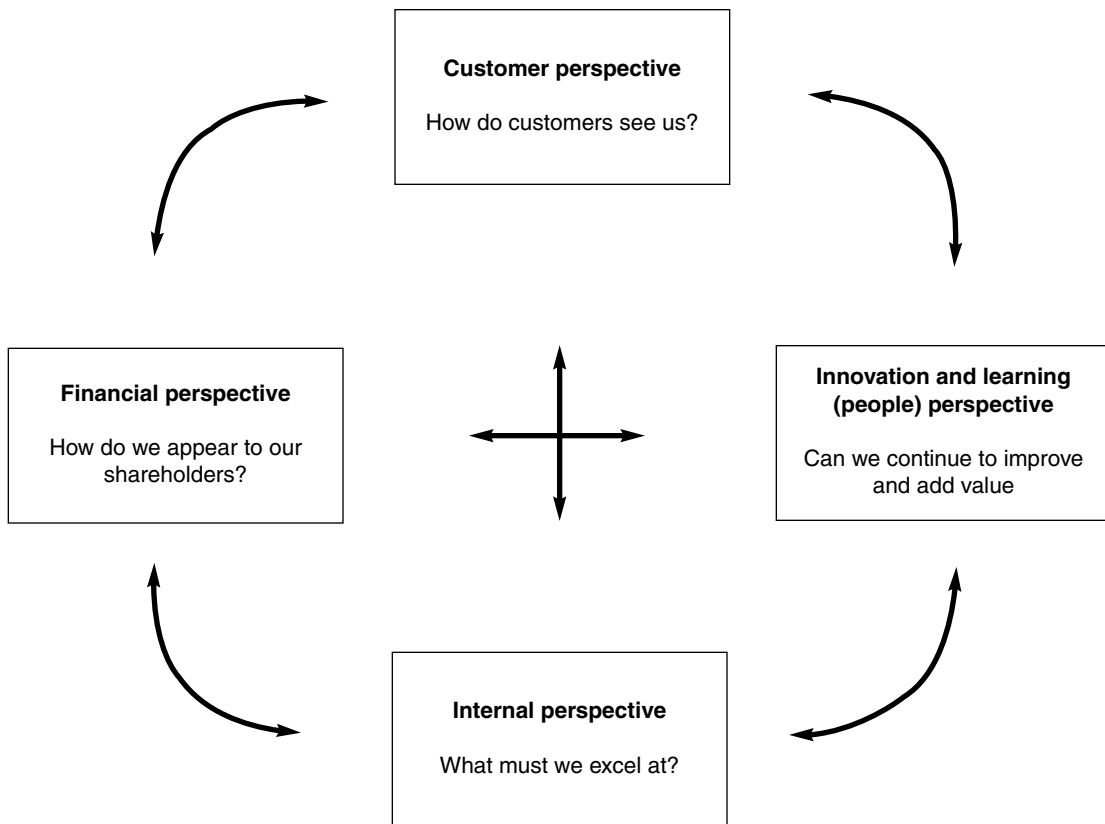 Customer perspective
How do customers see us?
Financial perspective
How do we appear to our
shareholders?
Innovation and learning
(people) perspective
Can we continue to improve
and add value
Internal perspective
What must we excel at?